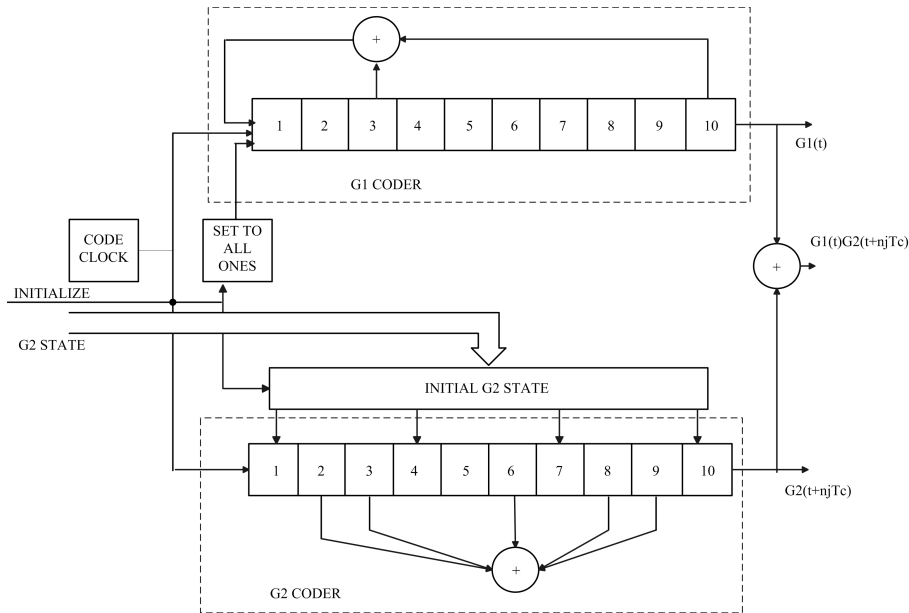 +
1 2 3 4 5 6 7 8 9 10
G1(t)
G1 CODER
CODE
CLOCK
SET TO
ALL
ONES
G1(t)G2(t+njTc)
+
INITIALIZE
G2 STATE
INITIAL G2 STATE
1 2 3 4 5 6 7 8 9 10
G2(t+njTc)
+
G2 CODER